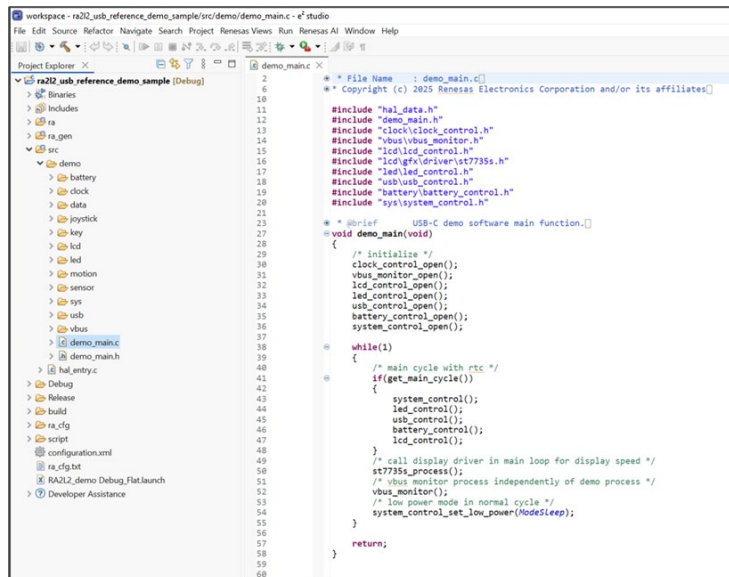 workspace - ra2l2_usb_reference_demo_sample/src/demo/demo_main.c - e² studio
File Edit Source Refactor Navigate Search Project Renesas Views Run Renesas AI Window Help
Project Explorer
ra2l2_usb_reference_demo_sample [Debug]
Binaries
Includes
ra
ra_gen
src
demo
battery
clock
data
joystick
key
lcd
led
motion
sensor
sys
usb
vbus
demo_main.c
demo_main.h
hal_entry.c
Debug
Release
build
ra_cfg
script
configuration.xml
ra_cfg.txt
RA2L2_demo Debug_Flat.launch
Developer Assistance
demo_main.c
2 * File Name : demo_main.c
6 * Copyright (c) 2025 Renesas Electronics Corporation and/or its affiliates
10
11 #include "hal_data.h"
12 #include "demo_main.h"
13 #include "clock\clock_control.h"
14 #include "vbus\vbus_monitor.h"
15 #include "lcd\lcd_control.h"
16 #include "lcd\gfx\driver\st7735s.h"
17 #include "led\led_control.h"
18 #include "usb\usb_control.h"
19 #include "battery\battery_control.h"
20 #include "sys\system_control.h"
21
23 * @brief USB-C demo software main function.
27 void demo_main(void)
28 {
29 /* initialize */
30 clock_control_open();
31 vbus_monitor_open();
32 lcd_control_open();
33 led_control_open();
34 usb_control_open();
35 battery_control_open();
36 system_control_open();
37
38 while(1)
39 {
40 /* main cycle with rtc */
41 if(get_main_cycle())
42 {
43 system_control();
44 led_control();
45 usb_control();
46 battery_control();
47 lcd_control();
48 }
49 /* call display driver in main loop for display speed */
50 st7735s_process();
51 /* vbus monitor process independently of demo process */
52 vbus_monitor();
53 /* low power mode in normal cycle */
54 system_control_set_low_power(ModeSleep);
55 }
56
57 return;
58 }
59
60